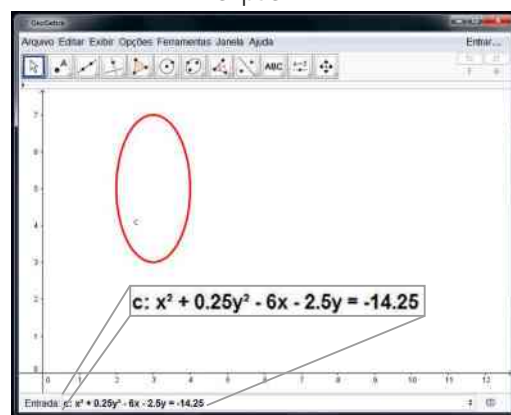 GeoGebra
Arquivo Editar Exibir Opções Ferramentas Janela Ajuda
Entrar...
ABC
a=2
7
6
5
4
3
2
1
0
c
c: x² + 0.25y² - 6x - 2.5y = -14.25
0 1 2 3 4 5 6 7 8 9 10 11 12
Entrada: c: x² + 0.25y² - 6x - 2.5y = -14.25